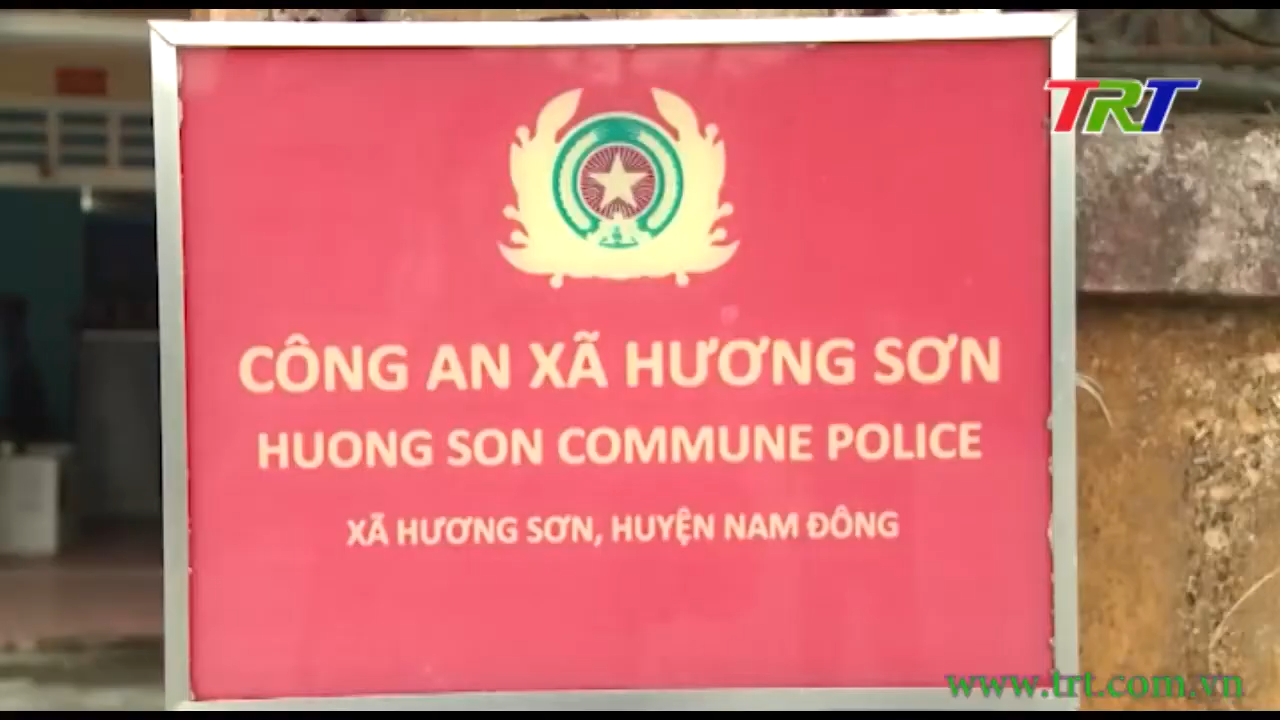 TRT
CÔNG AN XÃ HƯƠNG SƠN
HUONG SON COMMUNE POLICE
XÃ HƯƠNG SƠN, HUYỆN NAM ĐÔNG
www.trt.com.vn